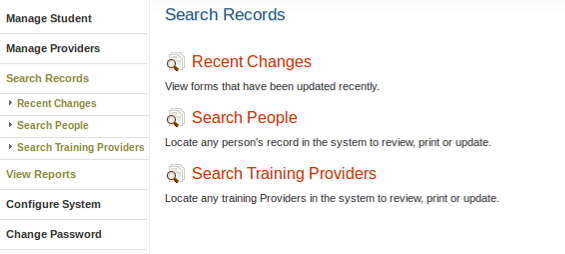 Manage Student
Manage Providers
Search Records
Recent Changes
Search People
Search Training Providers
View Reports
Configure System
Change Password
Search Records
Recent Changes
View forms that have been updated recently.
Search People
Locate any person's record in the system to review, print or update.
Search Training Providers
Locate any training Providers in the system to review, print or update.